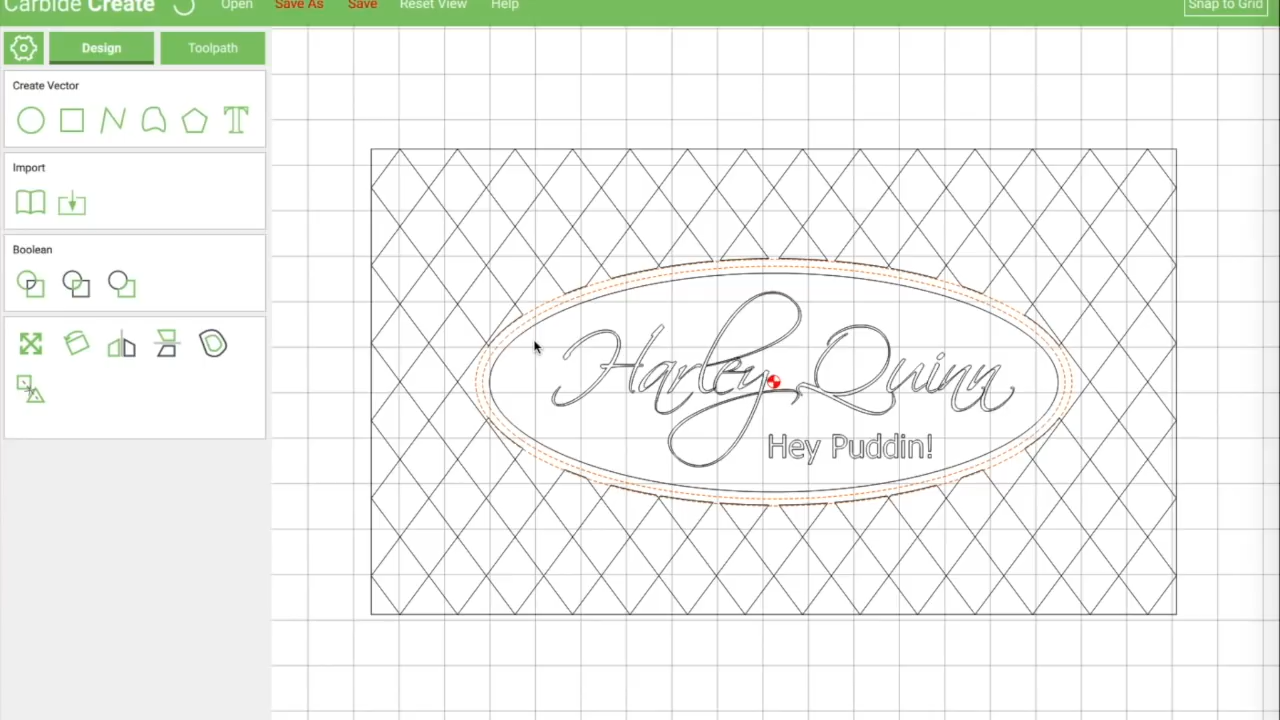 Carbide Create Open Save As Save Reset View Help Snap to Grid
Design Toolpath
Create Vector
Import
Boolean
Harley Quinn
Hey Puddin!